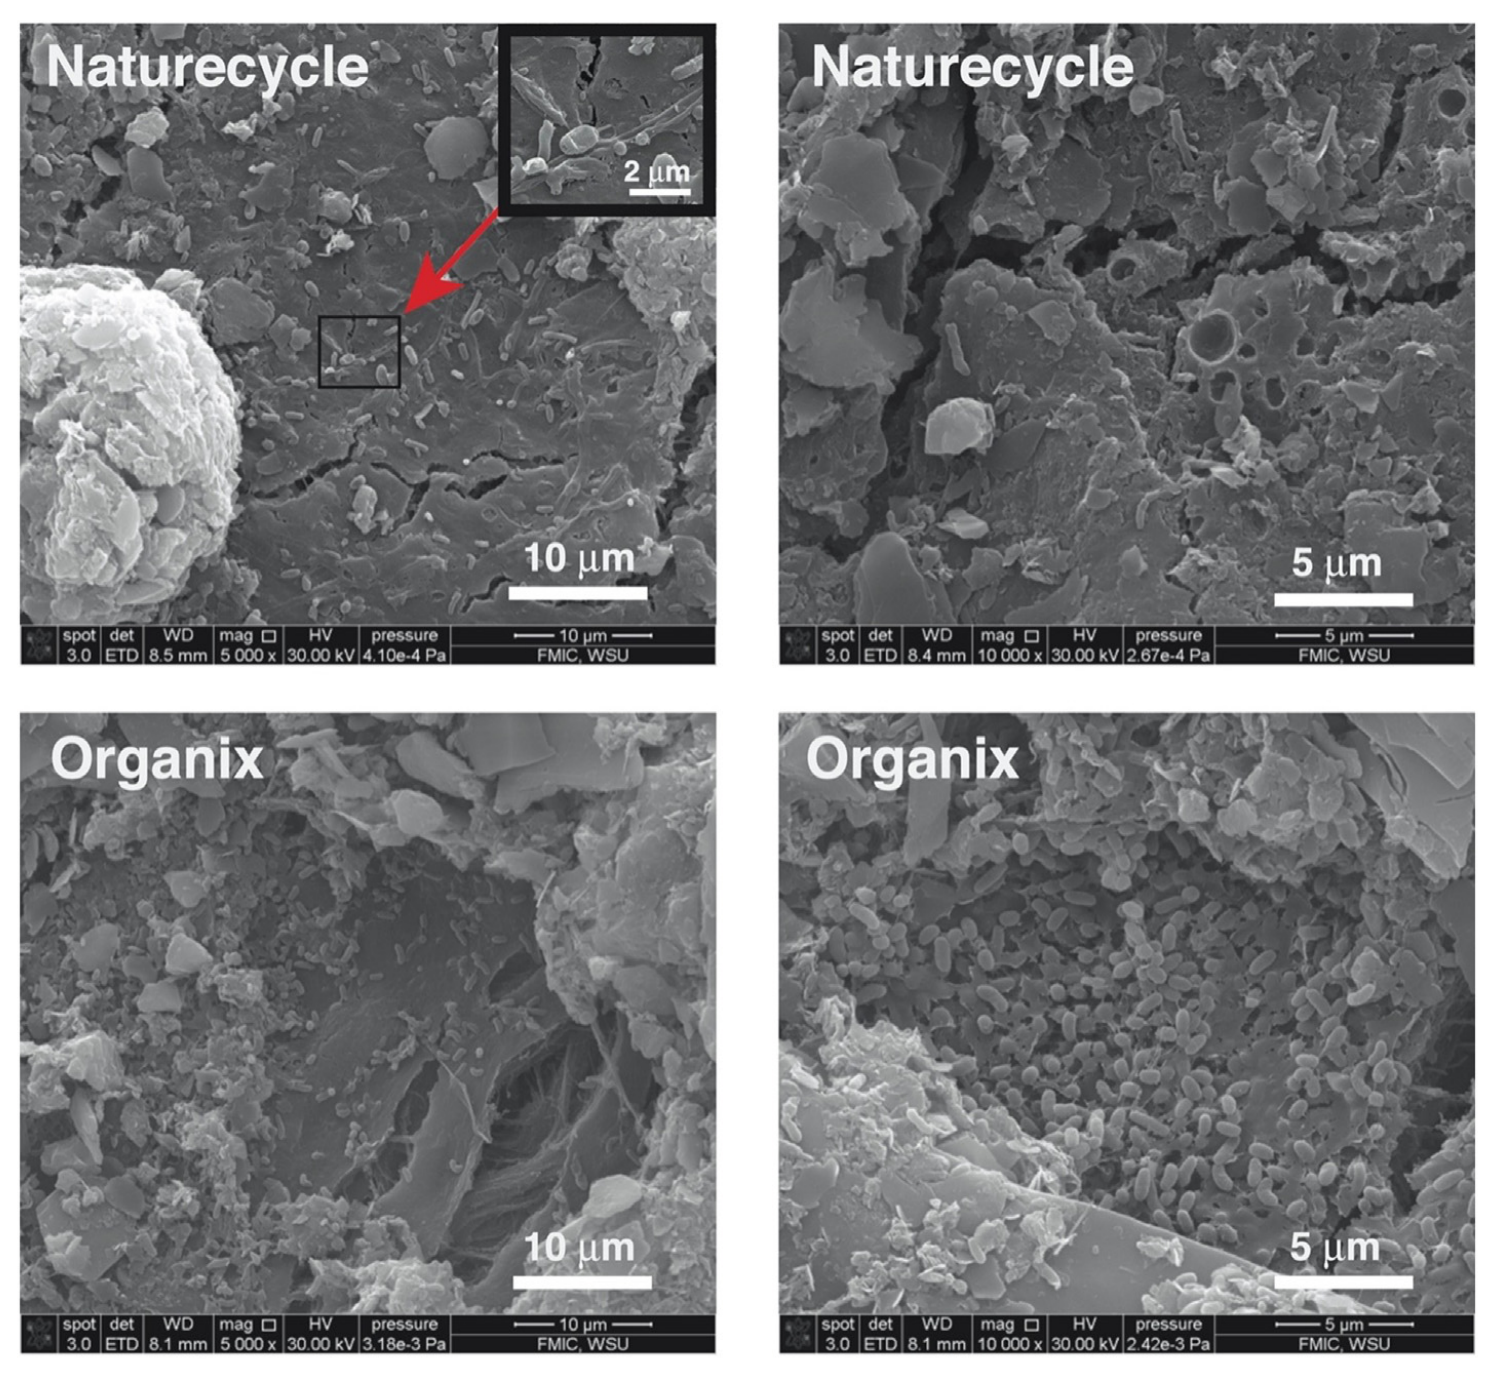 Naturecycle
2 μm
10 μm
spot det WD mag HV pressure 10 μm
3.0 ETD 8.5 mm 5 000 x 30.00 kV 4.10e-4 Pa FMIC, WSU
Naturecycle
5 μm
spot det WD mag HV pressure 5 μm
3.0 ETD 8.4 mm 10 000 x 30.00 kV 2.67e-4 Pa FMIC, WSU
Organix
10 μm
spot det WD mag HV pressure 10 μm
3.0 ETD 8.1 mm 5 000 x 30.00 kV 3.18e-3 Pa FMIC, WSU
Organix
5 μm
spot det WD mag HV pressure 5 μm
3.0 ETD 8.1 mm 10 000 x 30.00 kV 2.42e-3 Pa FMIC, WSU